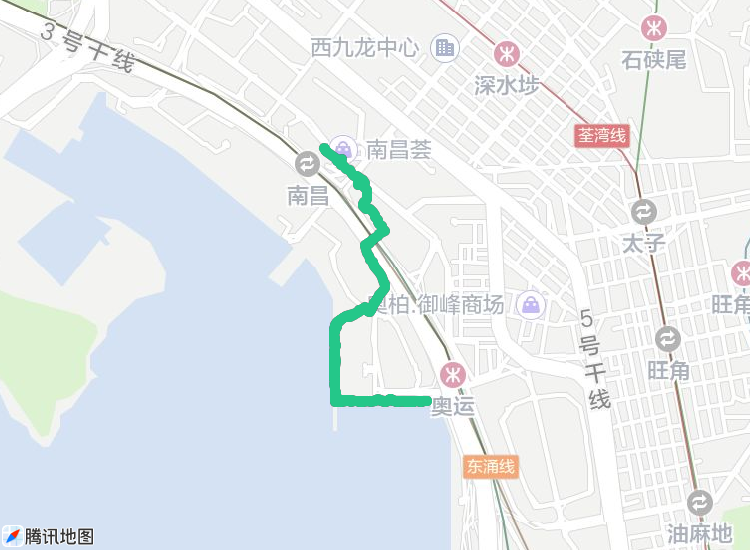 3号干线
西九龙中心
石硖尾
深水埗
荃湾线
南昌荟
南昌
太子
奥柏.御峰商场
旺角
5号干线
旺角
奥运
东涌线
油麻地
腾讯地图